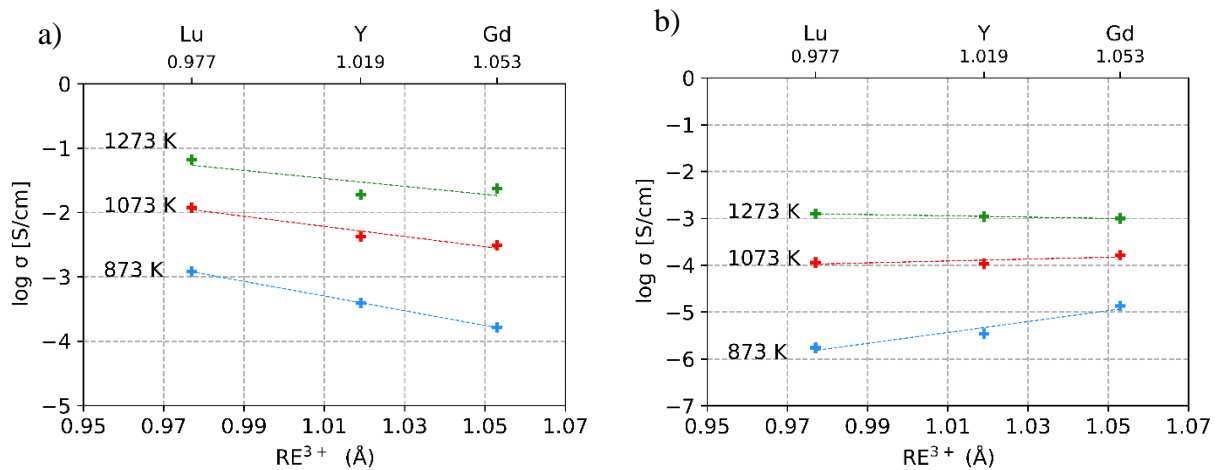 a)
Lu Y Gd
0.977 1.019 1.053
0
−1
−2
−3
−4
−5
log σ [S/cm]
1273 K
1073 K
873 K
0.95 0.97 0.99 1.01 1.03 1.05 1.07
RE³⁺ (Å)
b)
Lu Y Gd
0.977 1.019 1.053
0
−1
−2
−3
−4
−5
−6
−7
log σ [S/cm]
1273 K
1073 K
873 K
0.95 0.97 0.99 1.01 1.03 1.05 1.07
RE³⁺ (Å)